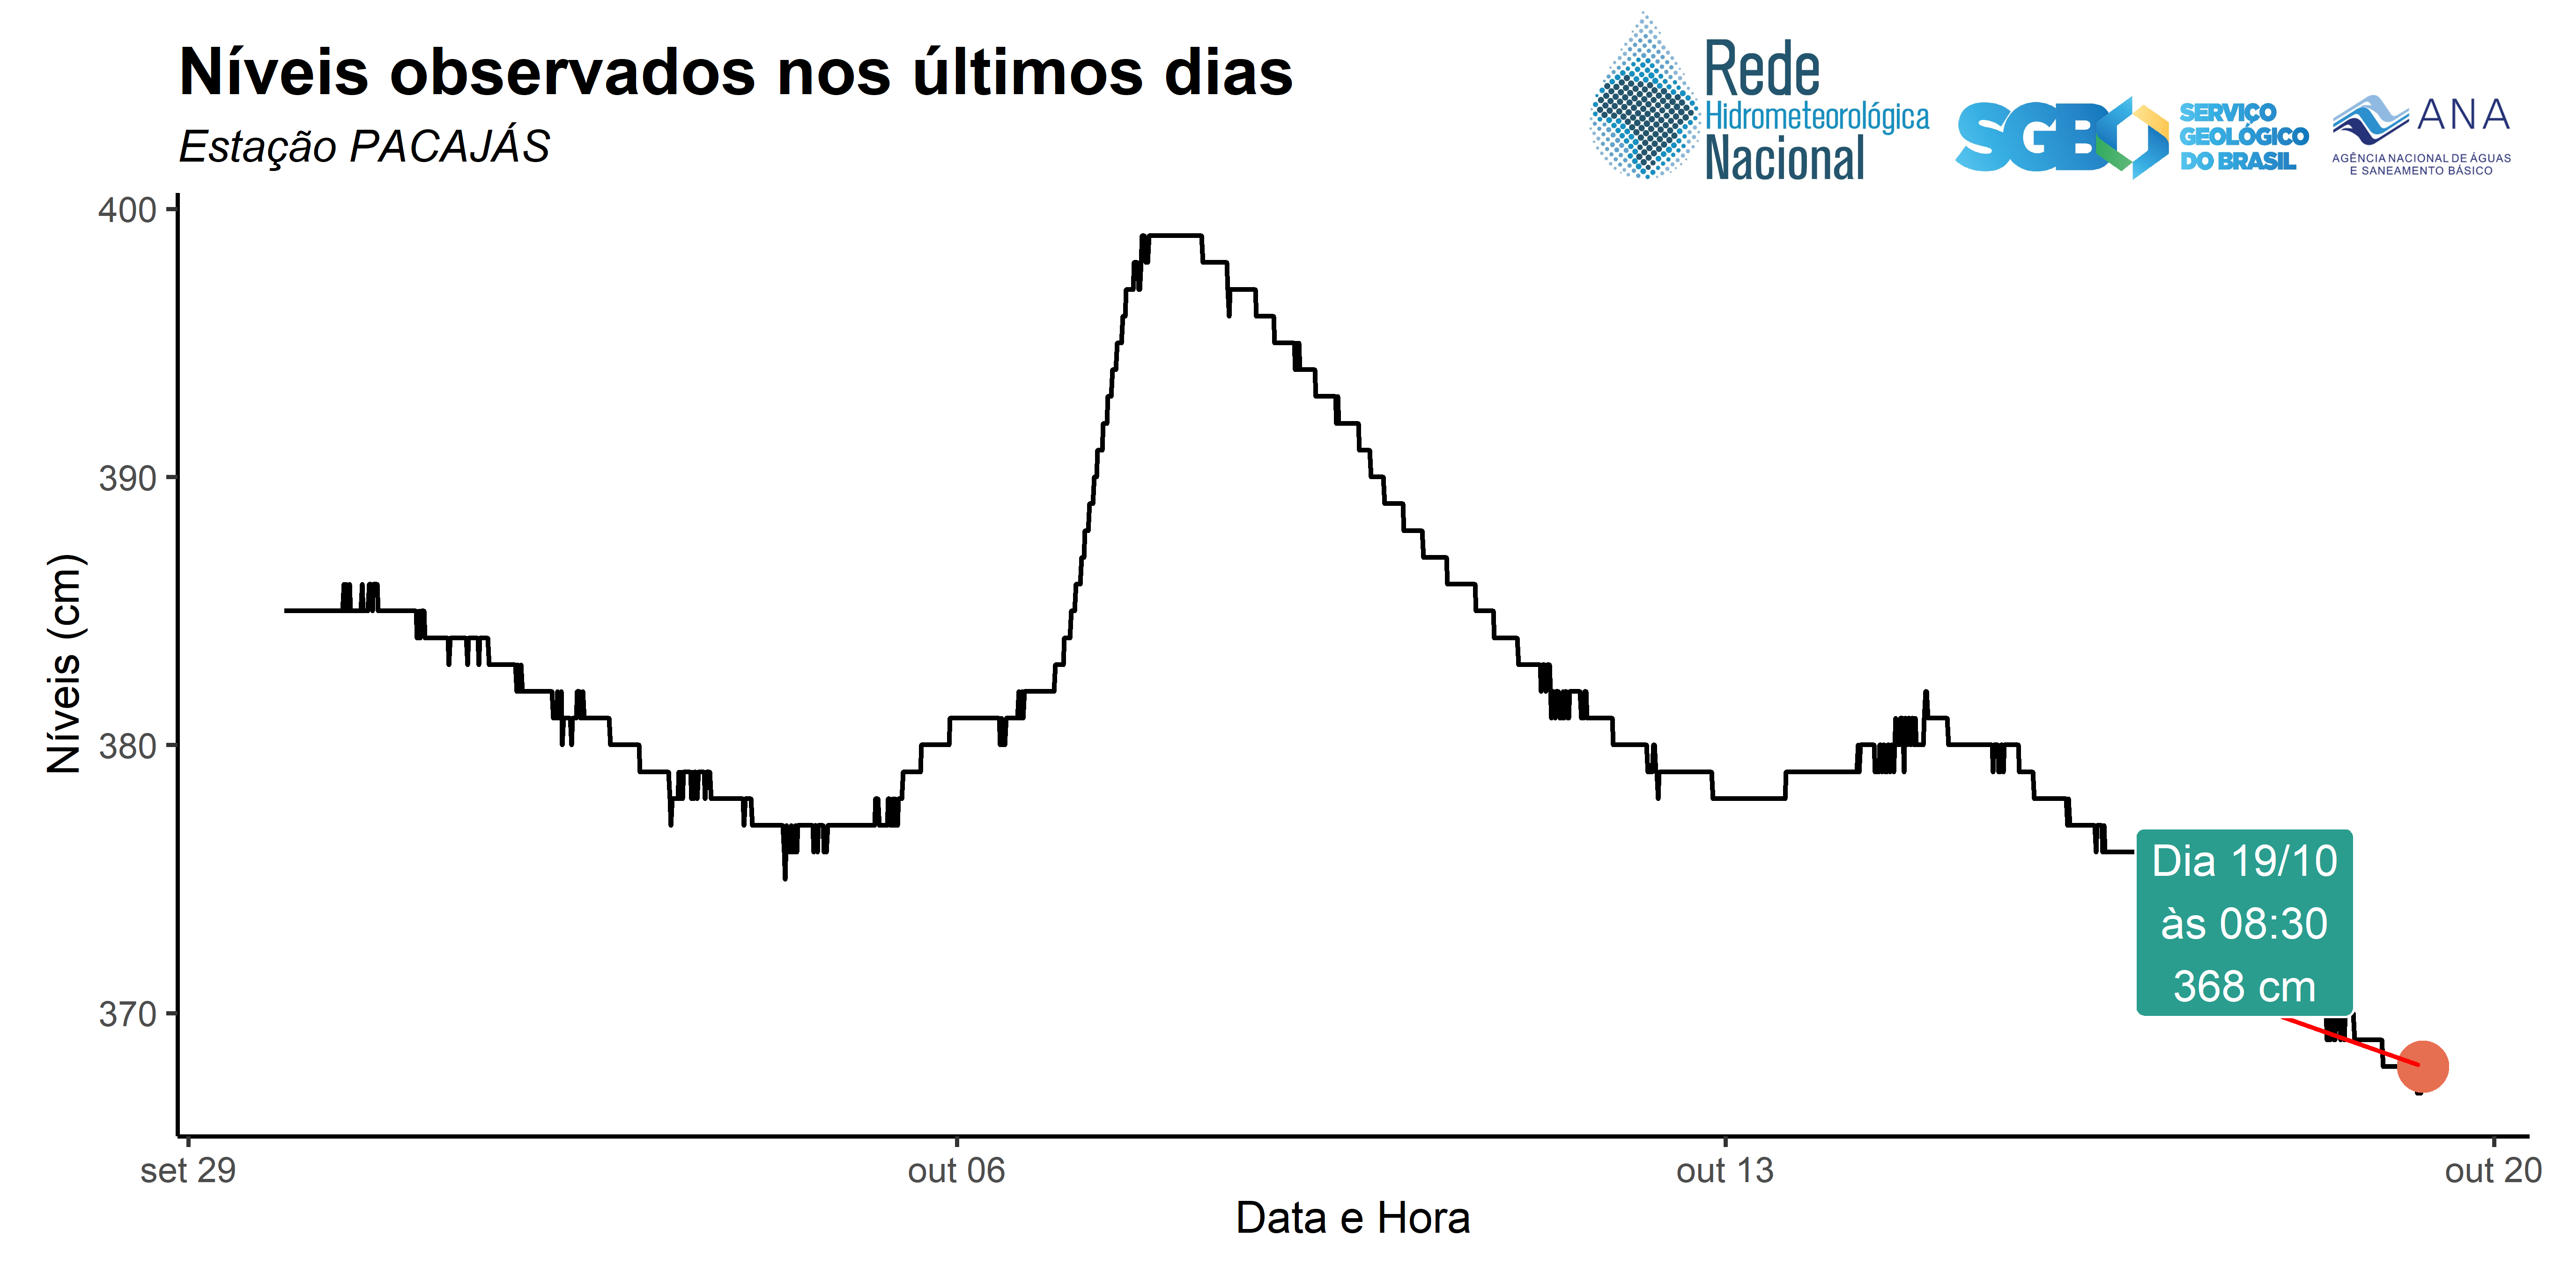 Níveis observados nos últimos dias
Estação PACAJÁS
Rede
Hidrometeorológica
Nacional
SGB
SERVIÇO
GEOLÓGICO
DO BRASIL
ANA
AGÊNCIA NACIONAL DE ÁGUAS
E SANEAMENTO BÁSICO
400
390
380
370
Níveis (cm)
Dia 19/10
às 08:30
368 cm
set 29
out 06
out 13
out 20
Data e Hora